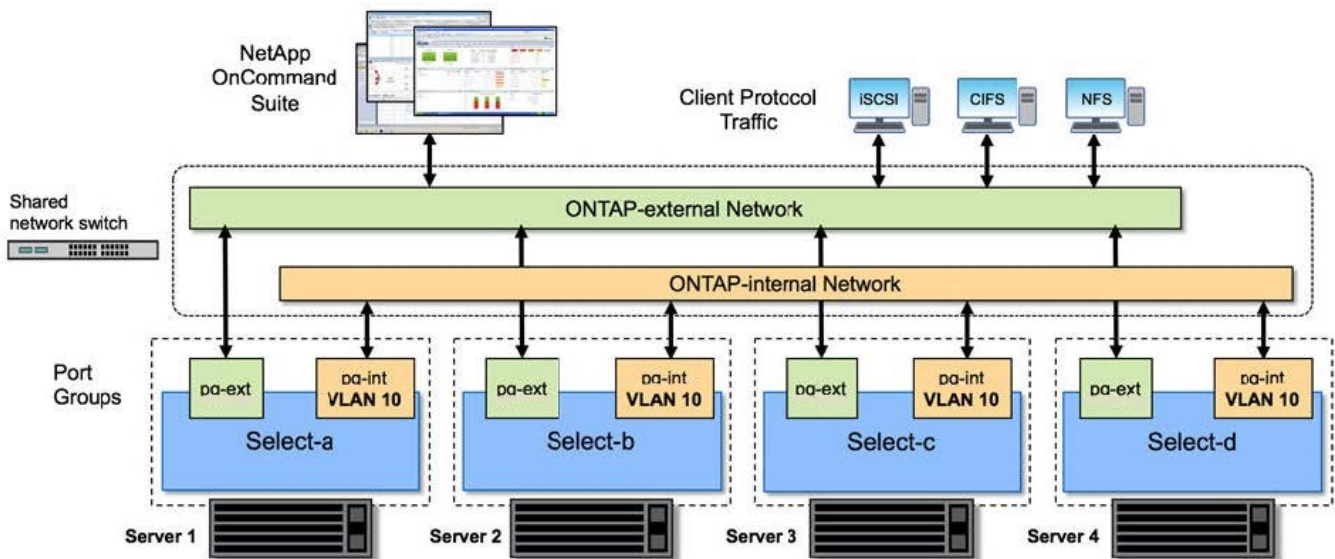 NetApp
OnCommand
Suite
Client Protocol
Traffic
iSCSI
CIFS
NFS
Shared
network switch
ONTAP-external Network
ONTAP-internal Network
Port
Groups
pg-ext
pg-int
VLAN 10
Select-a
Server 1
pg-ext
pg-int
VLAN 10
Select-b
Server 2
pg-ext
pg-int
VLAN 10
Select-c
Server 3
pg-ext
pg-int
VLAN 10
Select-d
Server 4